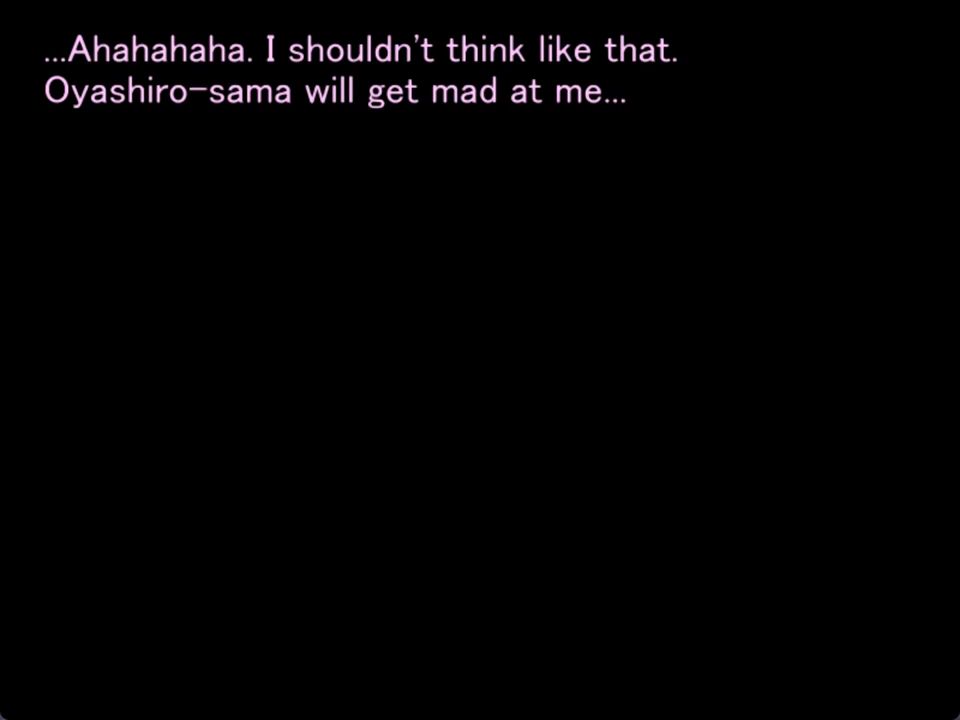 ...Ahahahaha. I shouldn't think like that.
Oyashiro-sama will get mad at me...